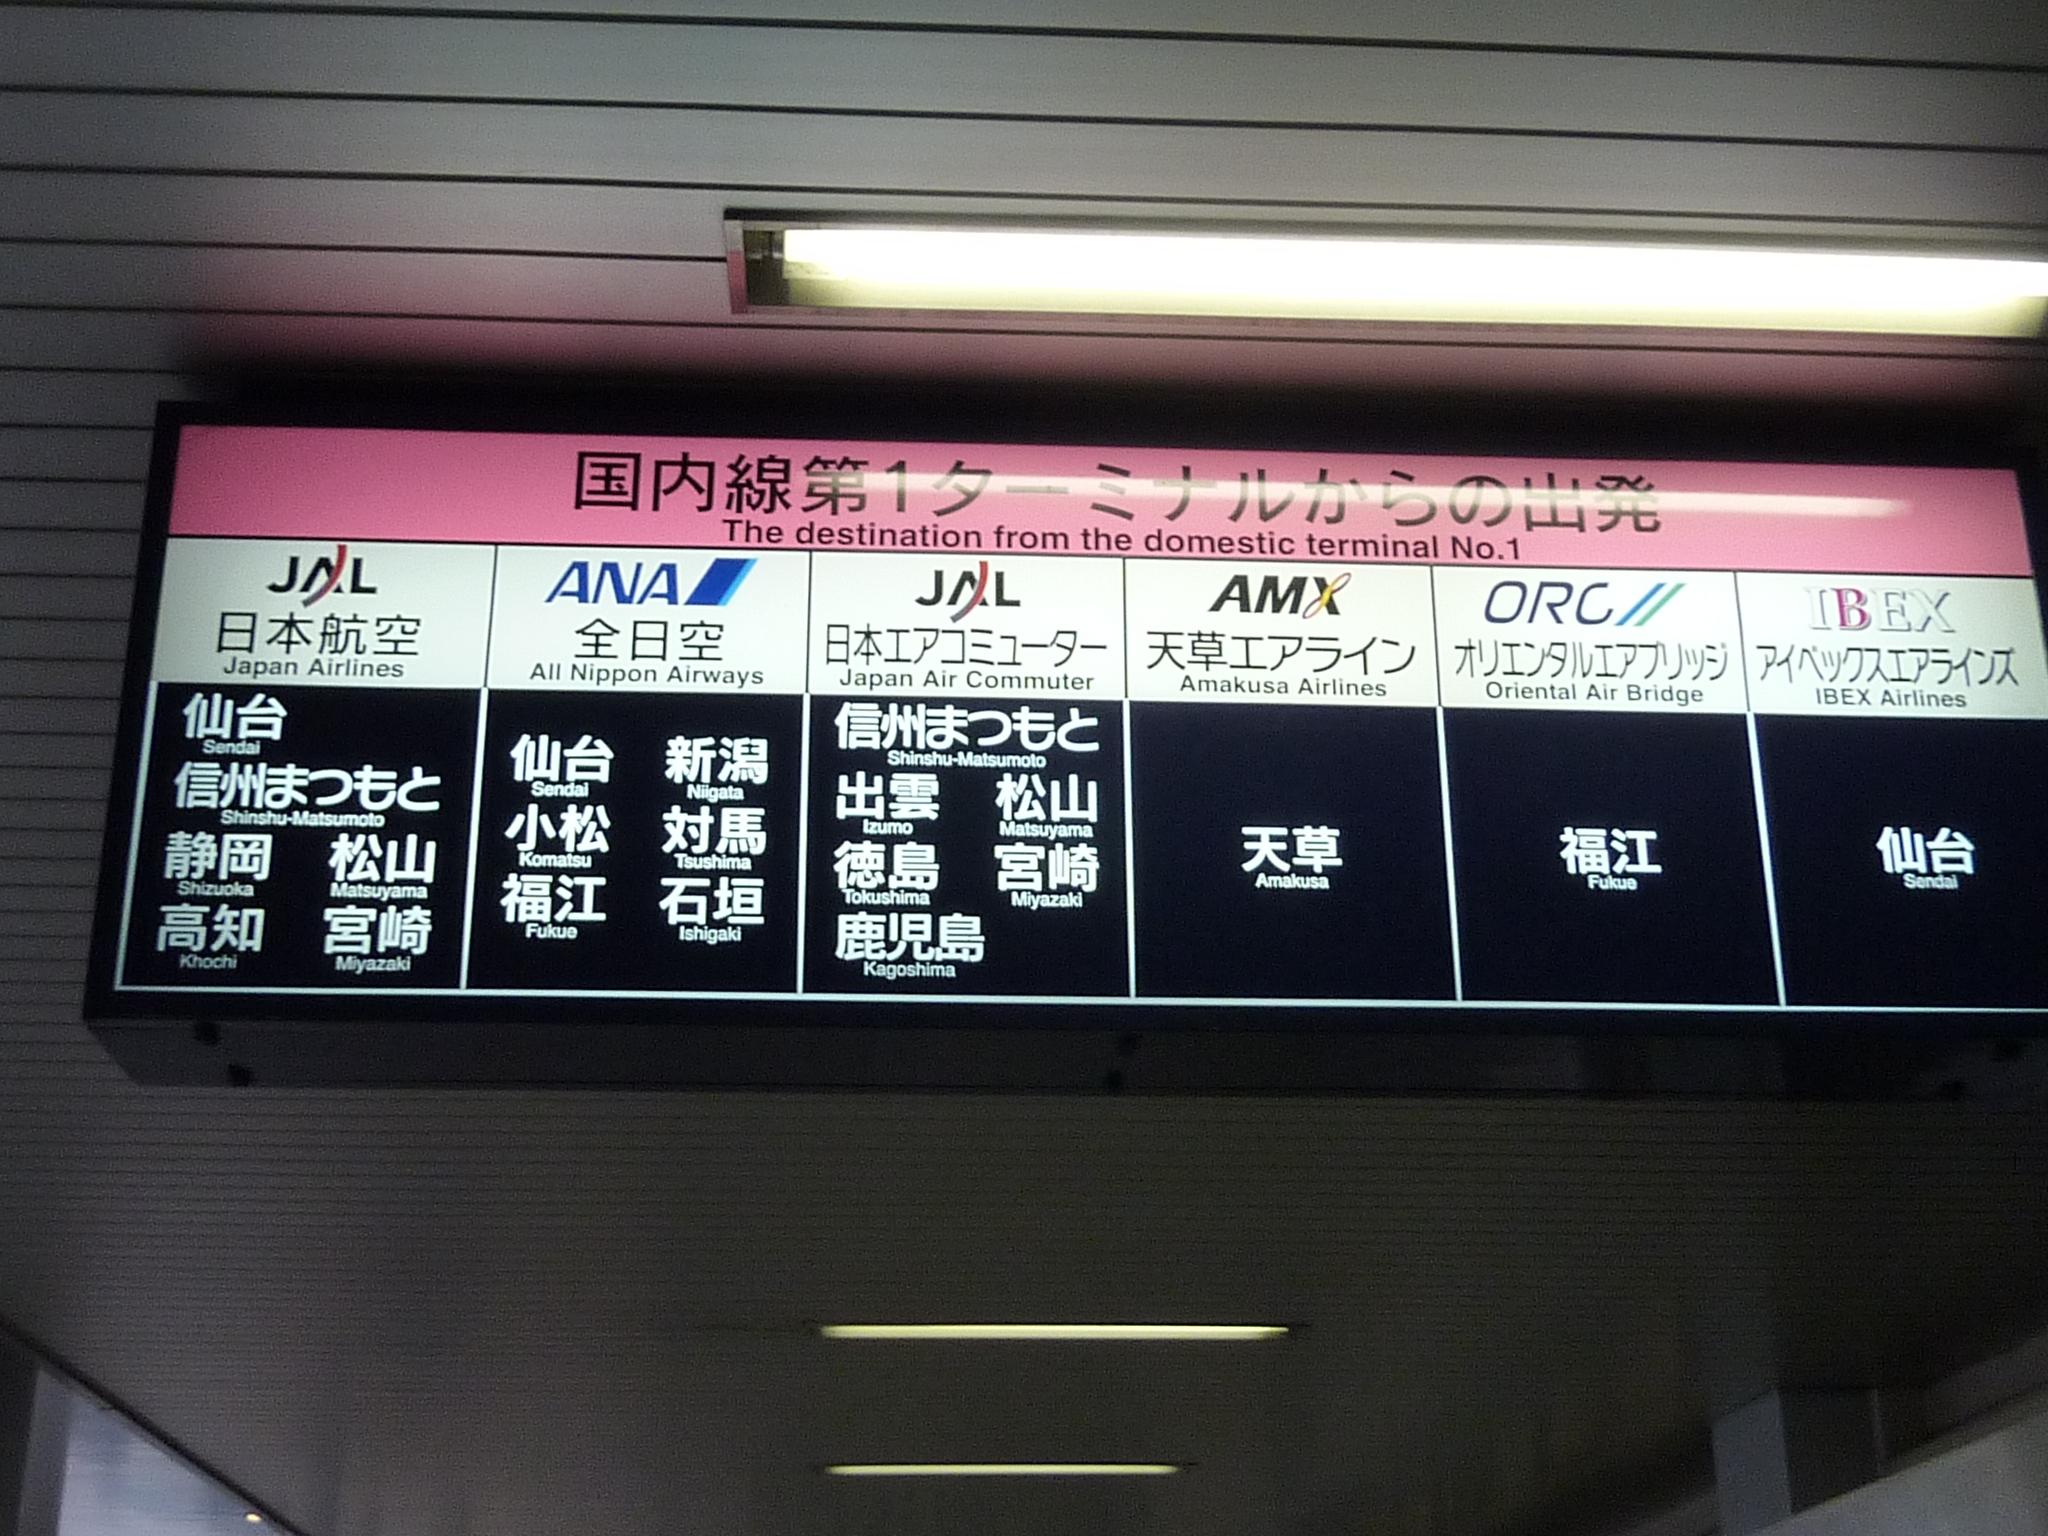 国内線第1ターミナルからの出発
The destination from the domestic terminal No.1
JAL
日本航空
Japan Airlines
仙台
Sendai
信州まつもと
Shinshu-Matsumoto
静岡 松山
Shizuoka Matsuyama
高知 宮崎
Khochi Miyazaki
ANA
全日空
All Nippon Airways
仙台 新潟
Sendai Niigata
小松 対馬
Komatsu Tsushima
福江 石垣
Fukue Ishigaki
JAL
日本エアコミューター
Japan Air Commuter
信州まつもと
Shinshu-Matsumoto
出雲 松山
Izumo Matsuyama
徳島 宮崎
Tokushima Miyazaki
鹿児島
Kagoshima
AMX
天草エアライン
Amakusa Airlines
天草
Amakusa
ORC
オリエンタルエアブリッジ
Oriental Air Bridge
福江
Fukue
IBEX
アイベックスエアラインズ
IBEX Airlines
仙台
Sendai